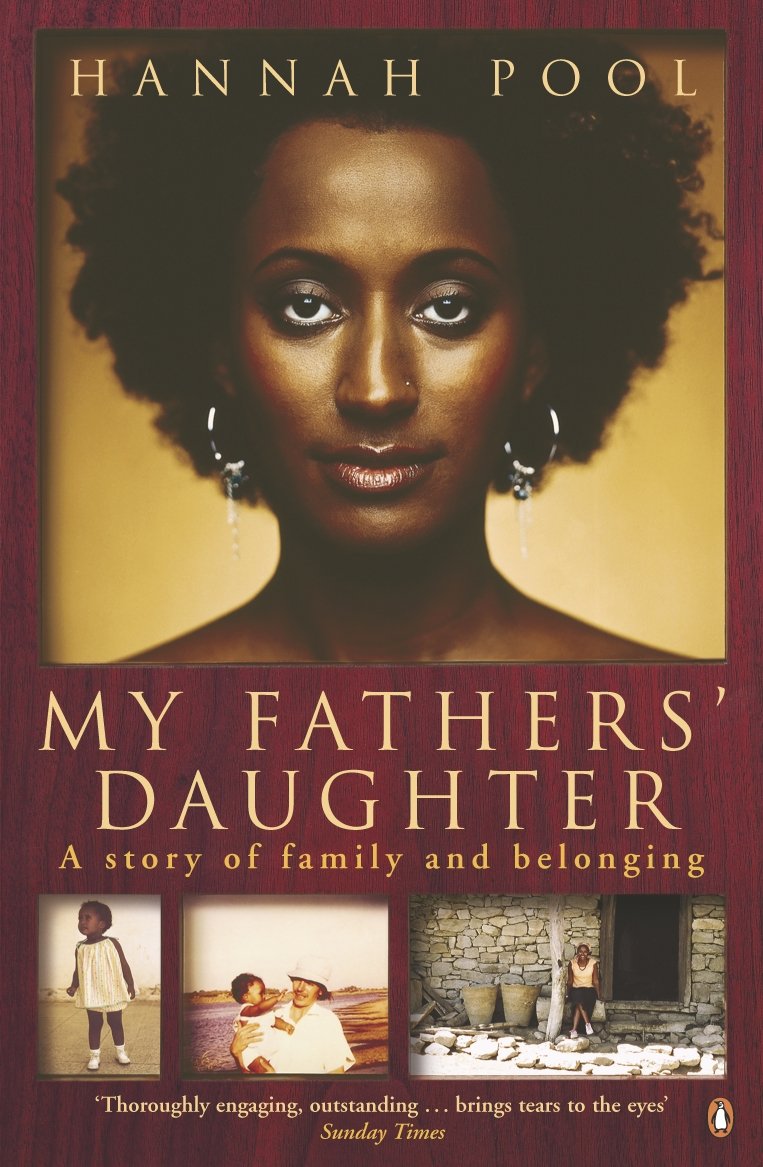 HANNAH POOL
MY FATHERS’
DAUGHTER
A story of family and belonging
‘Thoroughly engaging, outstanding … brings tears to the eyes’
Sunday Times